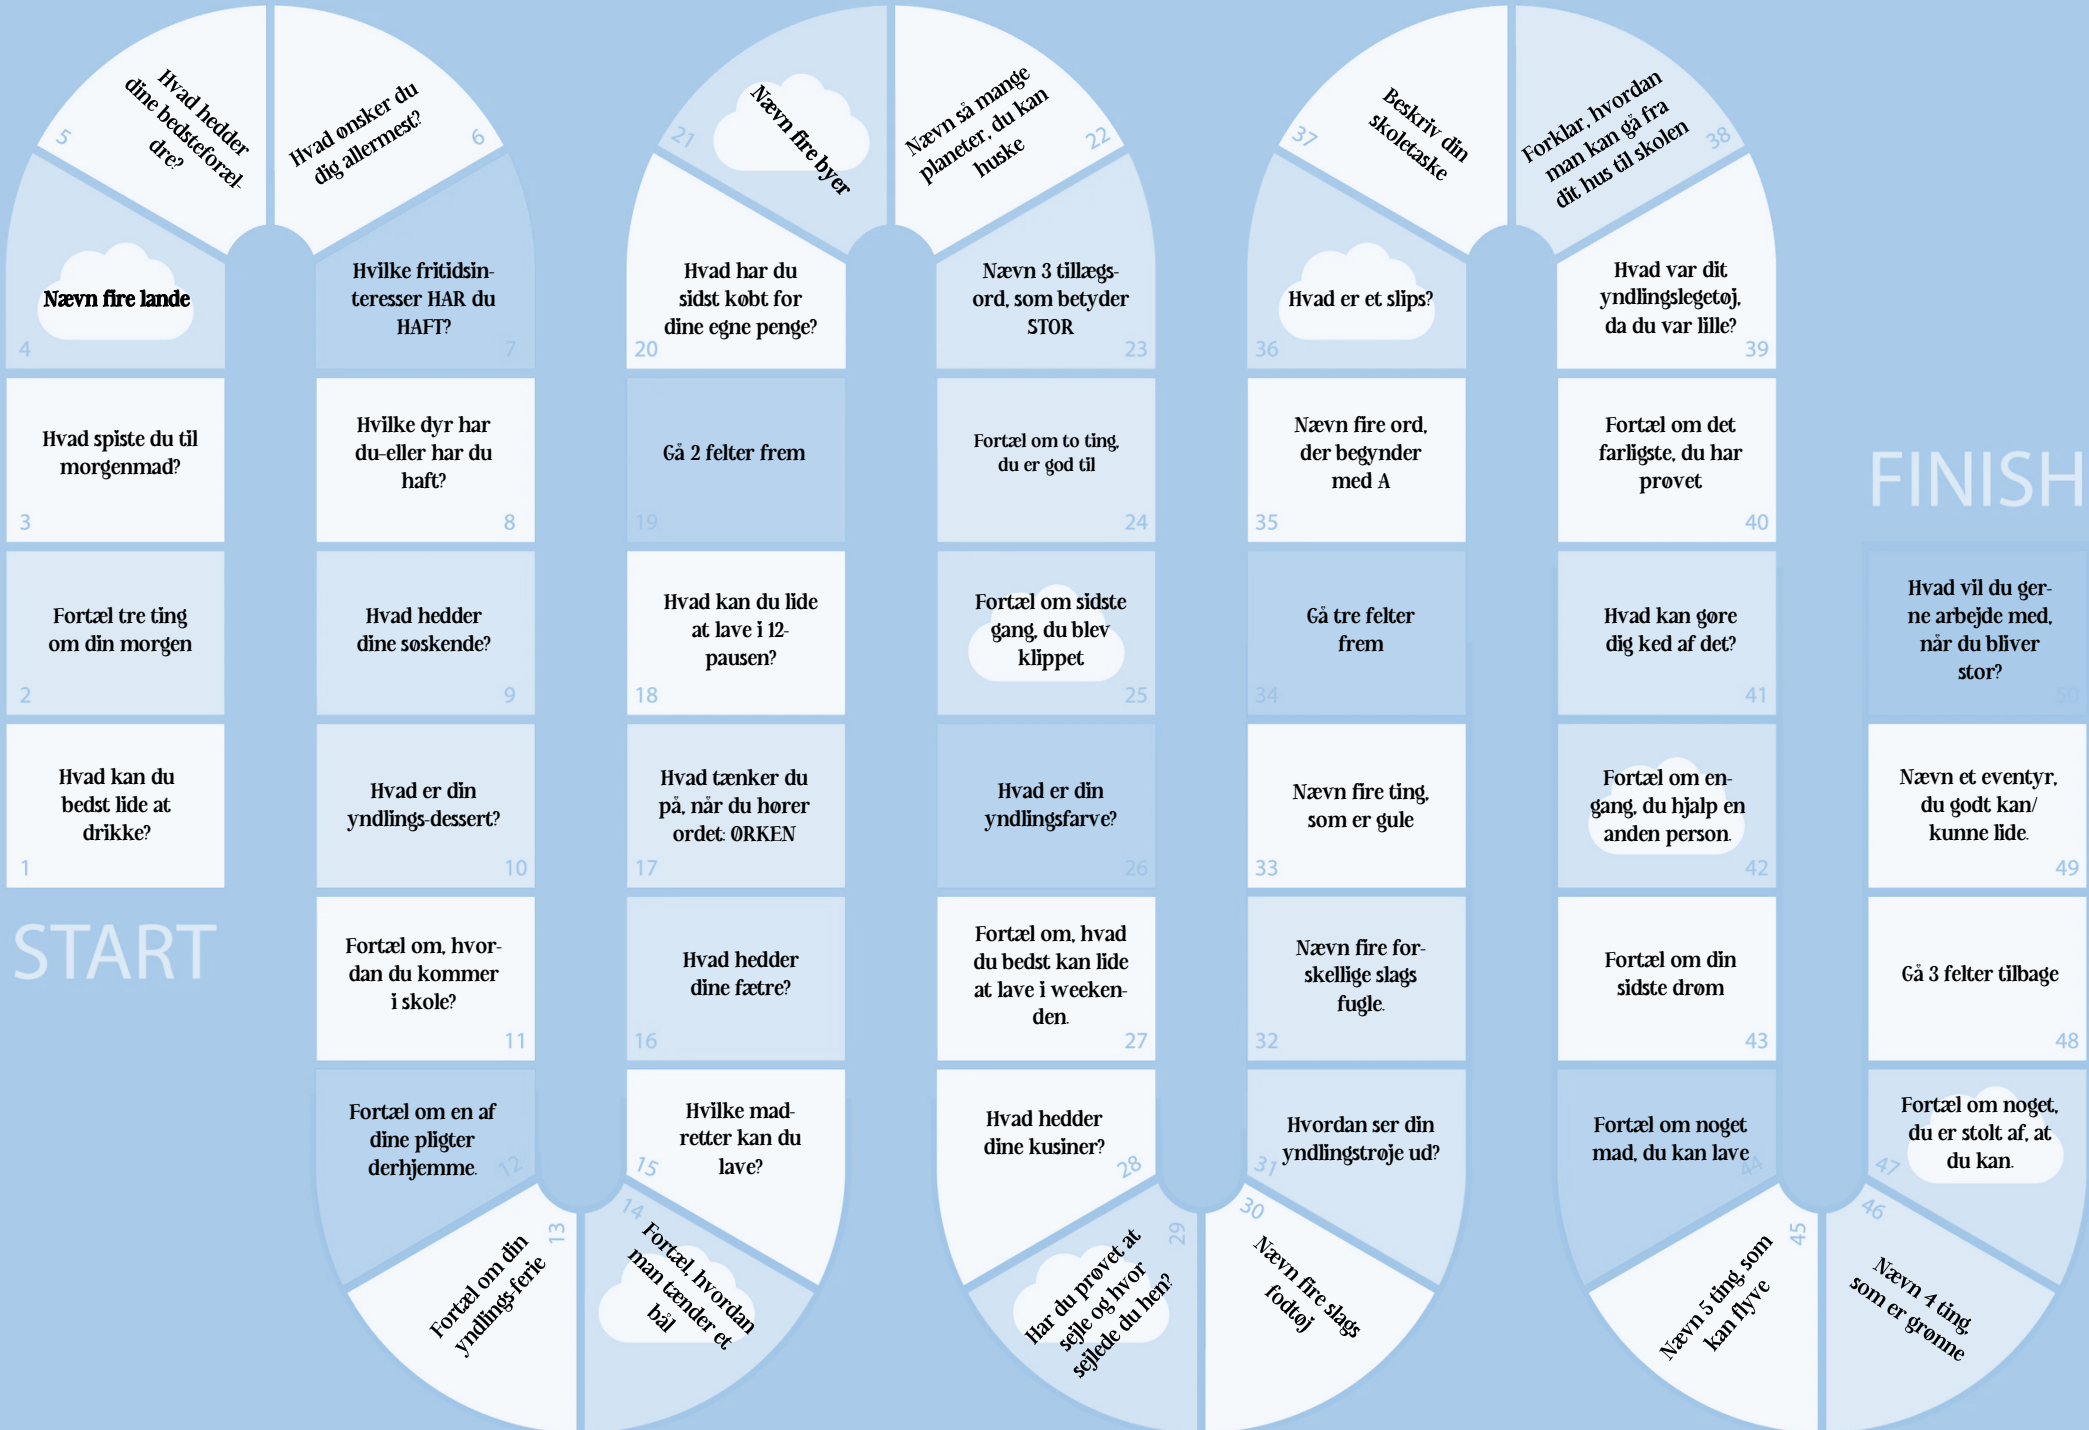 START
Hvad kan du
bedst lide at
drikke?
1
Fortæl tre ting
om din morgen
2
Hvad spiste du til
morgenmad?
3
Nævn fire lande
4
Hvad hedder
dine bedsteforæl-
dre?
5
Hvad ønsker du
dig allermest?
6
Hvilke fritidsin-
teresser HAR du
HAFT?
7
Hvilke dyr har
du-eller har du
haft?
8
Hvad hedder
dine søskende?
9
Hvad er din
yndlings-dessert?
10
Fortæl om, hvor-
dan du kommer
i skole?
11
Fortæl om en af
dine pligter
derhjemme.
12
Fortæl om din
yndlings-ferie
13
Fortæl, hvordan
man tænder et
bål
14
Hvilke mad-
retter kan du
lave?
15
Hvad hedder
dine fætre?
16
Hvad tænker du
på, når du hører
ordet: ØRKEN
17
Hvad kan du lide
at lave i 12-
pausen?
18
Gå 2 felter frem
19
Hvad har du
sidst købt for
dine egne penge?
20
Nævn fire byer
21
Nævn så mange
planeter, du kan
huske
22
Nævn 3 tillægs-
ord, som betyder
STOR
23
Fortæl om to ting,
du er god til
24
Fortæl om sidste
gang, du blev
klippet
25
Hvad er din
yndlingsfarve?
26
Fortæl om, hvad
du bedst kan lide
at lave i weeken-
den.
27
Hvad hedder
dine kusiner?
28
Har du prøvet at
sejle og hvor
sejlede du hen?
29
Nævn fire slags
fodtøj
30
Hvordan ser din
yndlingstrøje ud?
31
Nævn fire for-
skellige slags
fugle.
32
Nævn fire ting,
som er gule
33
Gå tre felter
frem
34
Nævn fire ord,
der begynder
med A
35
Hvad er et slips?
36
Beskriv din
skoletaske
37
Forklar, hvordan
man kan gå fra
dit hus til skolen
38
Hvad var dit
yndlingslegetøj,
da du var lille?
39
Fortæl om det
farligste, du har
prøvet
40
Hvad kan gøre
dig ked af det?
41
Fortæl om en-
gang, du hjalp en
anden person.
42
Fortæl om din
sidste drøm
43
Fortæl om noget
mad, du kan lave
44
Nævn 5 ting, som
kan flyve
45
Nævn 4 ting,
som er grønne
46
Fortæl om noget,
du er stolt af, at
du kan.
47
Gå 3 felter tilbage
48
Nævn et eventyr,
du godt kan/
kunne lide.
49
Hvad vil du ger-
ne arbejde med,
når du bliver
stor?
50
FINISH